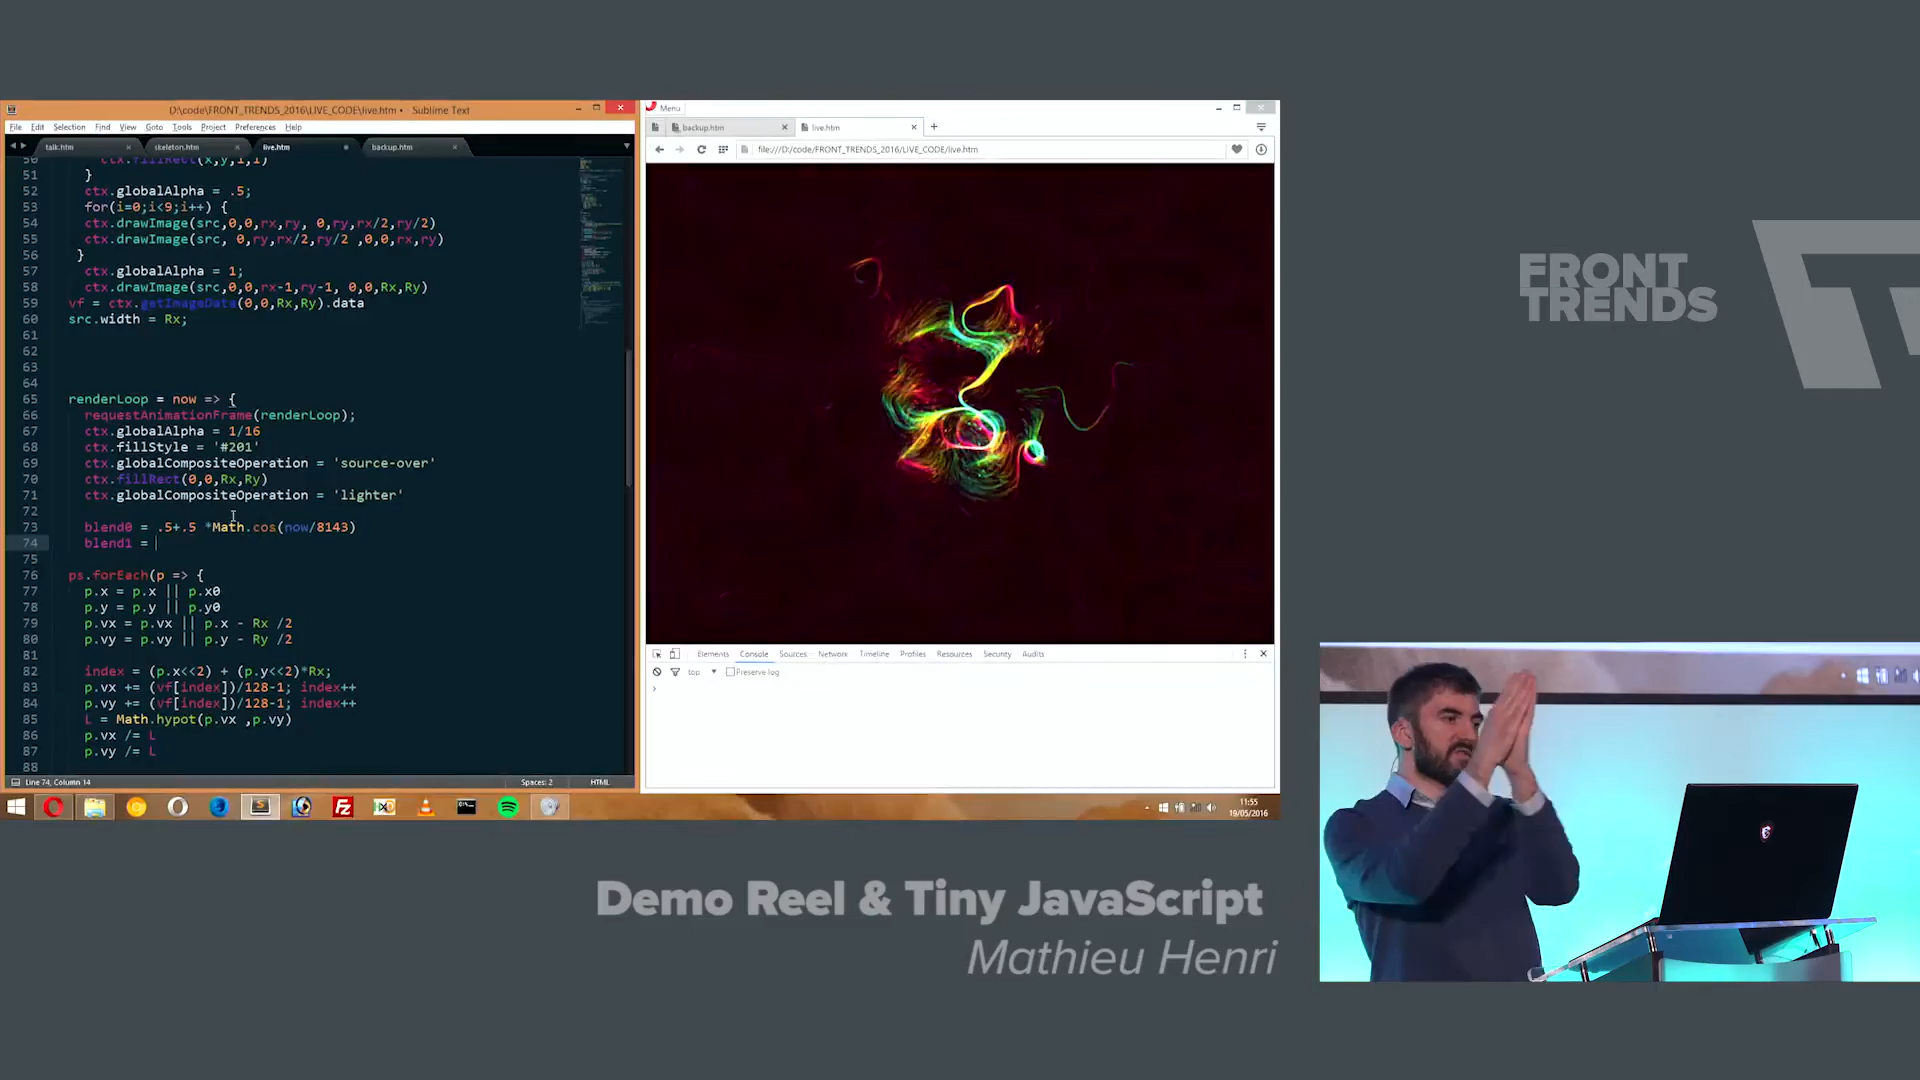 D:\code\FRONT_TRENDS_2016\LIVE_CODE\live.htm • Sublime Text
File Edit Selection Find View Goto Tools Project Preferences Help
talk.htm skeleton.htm live.htm backup.htm
50 ctx.fillRect(x,y,1,1)
51 }
52 ctx.globalAlpha = .5;
53 for(i=0;i<9;i++) {
54 ctx.drawImage(src,0,0,rx,ry, 0,ry,rx/2,ry/2)
55 ctx.drawImage(src, 0,ry,rx/2,ry/2 ,0,0,rx,ry)
56 }
57 ctx.globalAlpha = 1;
58 ctx.drawImage(src,0,0,rx-1,ry-1, 0,0,Rx,Ry)
59 vf = ctx.getImageData(0,0,Rx,Ry).data
60 src.width = Rx;
61
62
63
64
65 renderLoop = now => {
66 requestAnimationFrame(renderLoop);
67 ctx.globalAlpha = 1/16
68 ctx.fillStyle = '#201'
69 ctx.globalCompositeOperation = 'source-over'
70 ctx.fillRect(0,0,Rx,Ry)
71 ctx.globalCompositeOperation = 'lighter'
72
73 blend0 = .5+.5 *Math.cos(now/8143)
74 blend1 =
75
76 ps.forEach(p => {
77 p.x = p.x || p.x0
78 p.y = p.y || p.y0
79 p.vx = p.vx || p.x - Rx /2
80 p.vy = p.vy || p.y - Ry /2
81
82 index = (p.x<<2) + (p.y<<2)*Rx;
83 p.vx += (vf[index])/128-1; index++
84 p.vy += (vf[index])/128-1; index++
85 L = Math.hypot(p.vx ,p.vy)
86 p.vx /= L
87 p.vy /= L
88
Line 74, Column 14 Spaces: 2 HTML
Menu
backup.htm live.htm
file:///D:/code/FRONT_TRENDS_2016/LIVE_CODE/live.htm
Elements Console Sources Network Timeline Profiles Resources Security Audits
top Preserve log
11:55
19/05/2016
FRONT
TRENDS
Demo Reel & Tiny JavaScript
Mathieu Henri